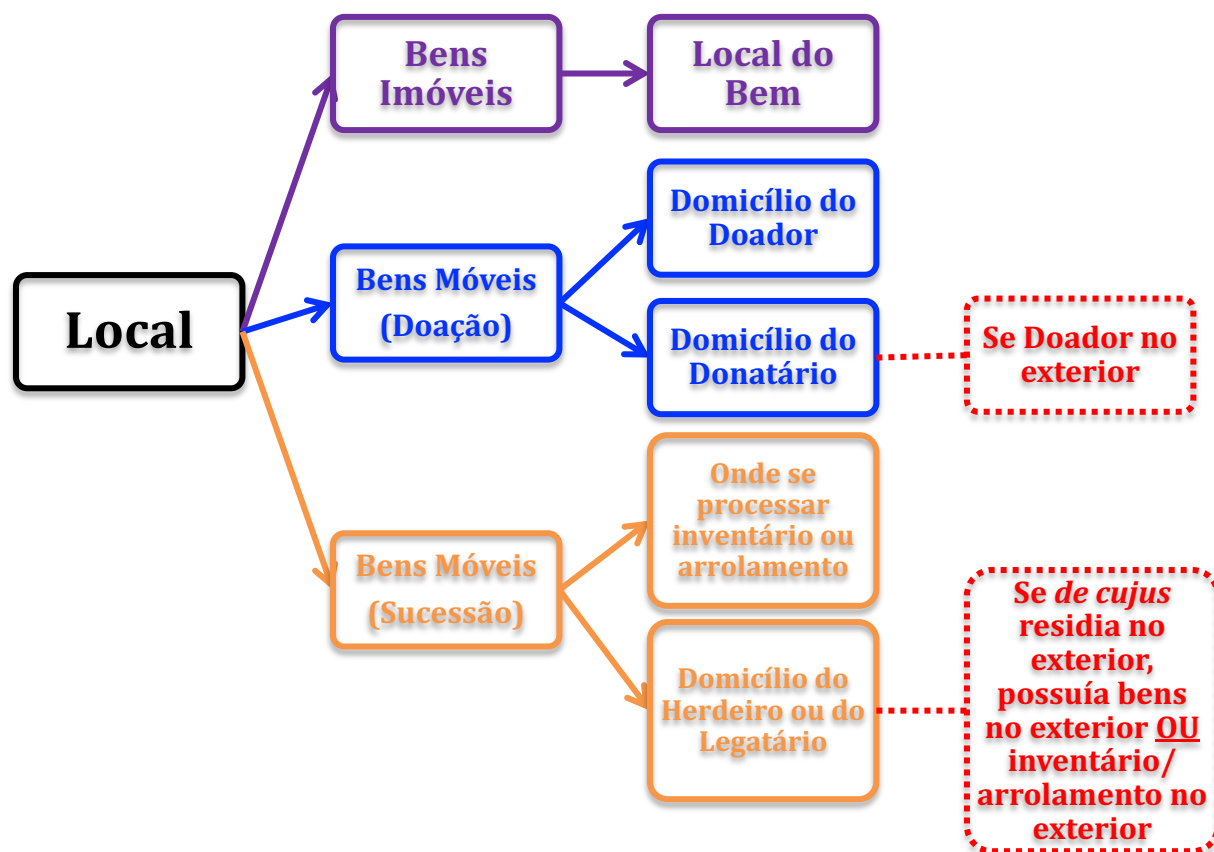 Bens
Imóveis
Local do
Bem
Domicílio do
Doador
Bens Móveis
(Doação)
Local
Domicílio do
Donatário
Se Doador no
exterior
Onde se
processar
inventário ou
arrolamento
Bens Móveis
(Sucessão)
Domicílio do
Herdeiro ou do
Legatário
Se de cujus
residia no
exterior,
possuía bens
no exterior OU
inventário/
arrolamento no
exterior